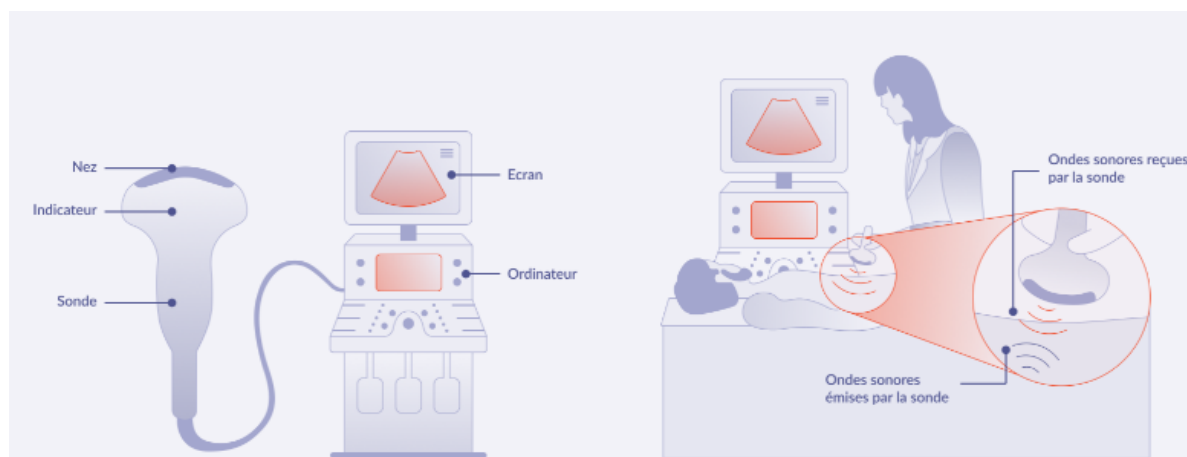 Nez
Indicateur
Sonde
Ecran
Ordinateur
Ondes sonores reçues
par la sonde
Ondes sonores
émises par la sonde